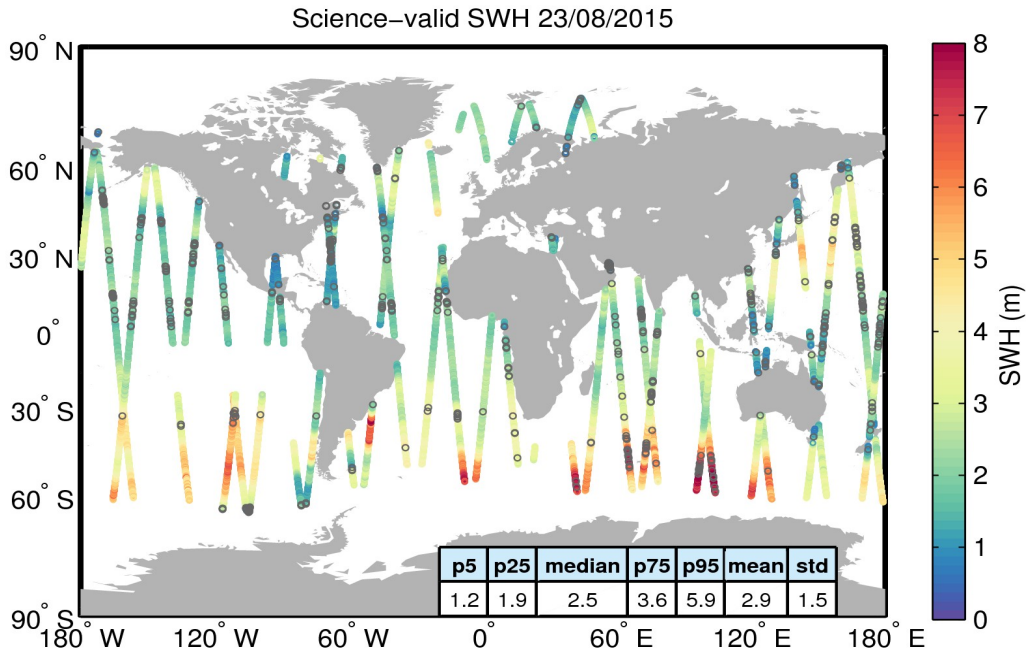 Science−valid SWH 23/08/2015
90° N
60° N
30° N
0°
30° S
60° S
90° S
180° W
120° W
60° W
0°
60° E
120° E
180° E
p5 p25 median p75 p95 mean std
1.2 1.9 2.5 3.6 5.9 2.9 1.5
8
7
6
5
4
3
2
1
0
SWH (m)